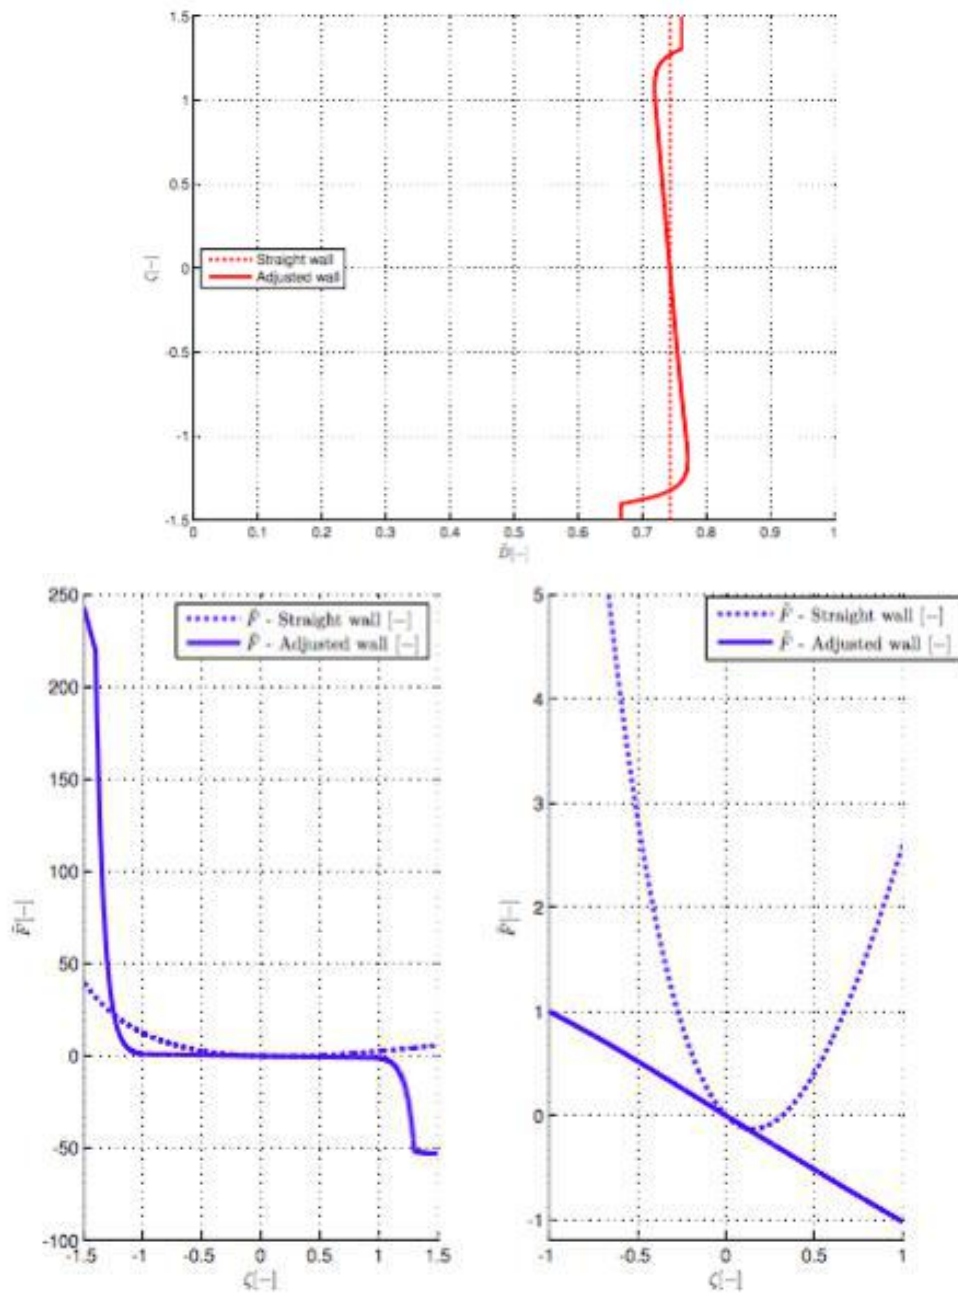 1.5
1
0.5
0
-0.5
-1
-1.5
ζ[−]
Straight wall
Adjusted wall
0 0.1 0.2 0.3 0.4 0.5 0.6 0.7 0.8 0.9 1
D̃[−]
250
200
150
100
50
0
-50
-100
F̃[−]
F̃ - Straight wall [−]
F̃ - Adjusted wall [−]
-1.5 -1 -0.5 0 0.5 1 1.5
ζ[−]
5
4
3
2
1
0
-1
F̃[−]
F̃ - Straight wall [−]
F̃ - Adjusted wall [−]
-1 -0.5 0 0.5 1
ζ[−]